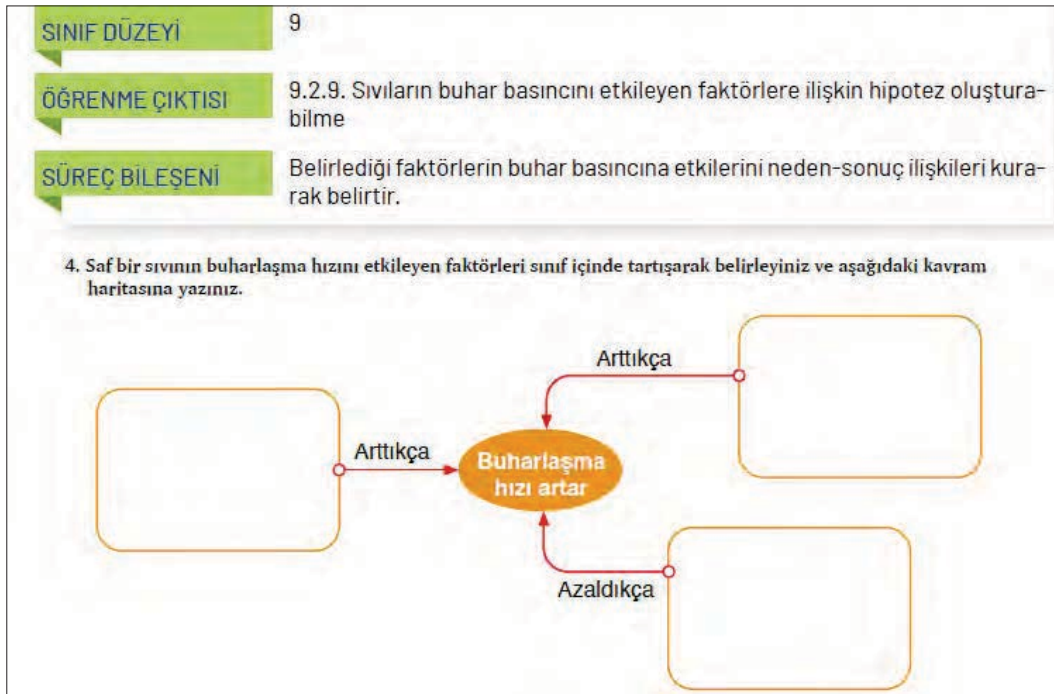 SINIF DÜZEYİ
9
ÖĞRENME ÇIKTISI
9.2.9. Sıvıların buhar basıncını etkileyen faktörlere ilişkin hipotez oluştura-
bilme
SÜREÇ BİLEŞENİ
Belirlediği faktörlerin buhar basıncına etkilerini neden-sonuç ilişkileri kura-
rak belirtir.
4. Saf bir sıvının buharlaşma hızını etkileyen faktörleri sınıf içinde tartışarak belirleyiniz ve aşağıdaki kavram
haritasına yazınız.
Arttıkça
Arttıkça
Buharlaşma
hızı artar
Azaldıkça